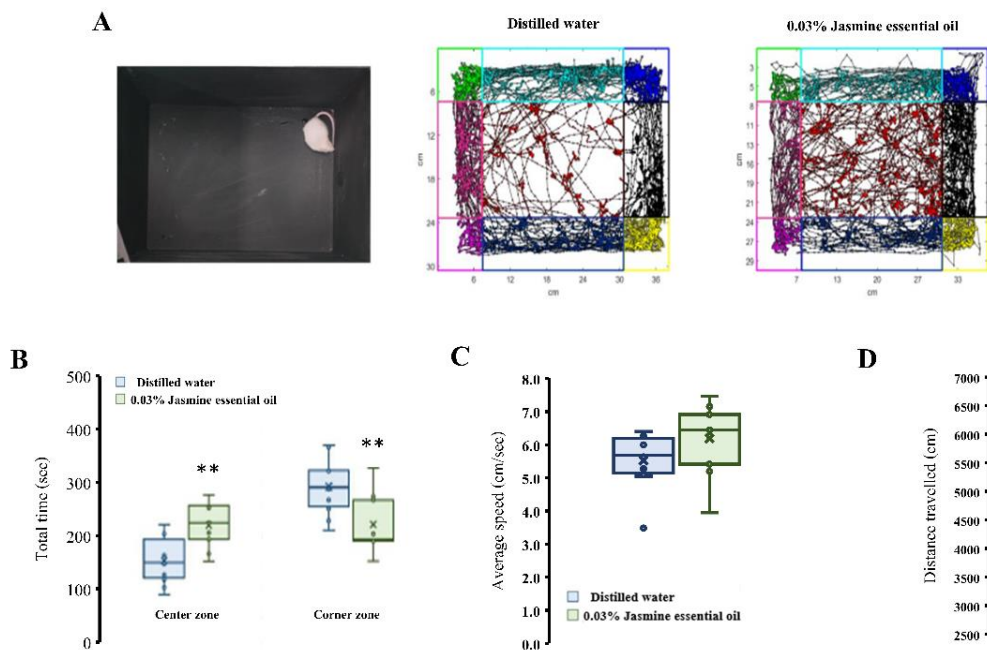 A
Distilled water
0.03% Jasmine essential oil
6
12
18
24
30
cm
6 12 18 24 30 36
cm
3
5
8
11
13
16
18
21
24
26
29
cm
7 20 27 33
cm
B
500
400
300
200
100
0
Total time (sec)
Distilled water
0.03% Jasmine essential oil
**
**
Center zone
Corner zone
C
8.0
7.0
6.0
5.0
4.0
3.0
2.0
1.0
0.0
Average speed (cm/sec)
Distilled water
0.03% Jasmine essential oil
D
7000
6500
6000
5500
5000
4500
4000
3500
3000
2500
Distance travelled (cm)